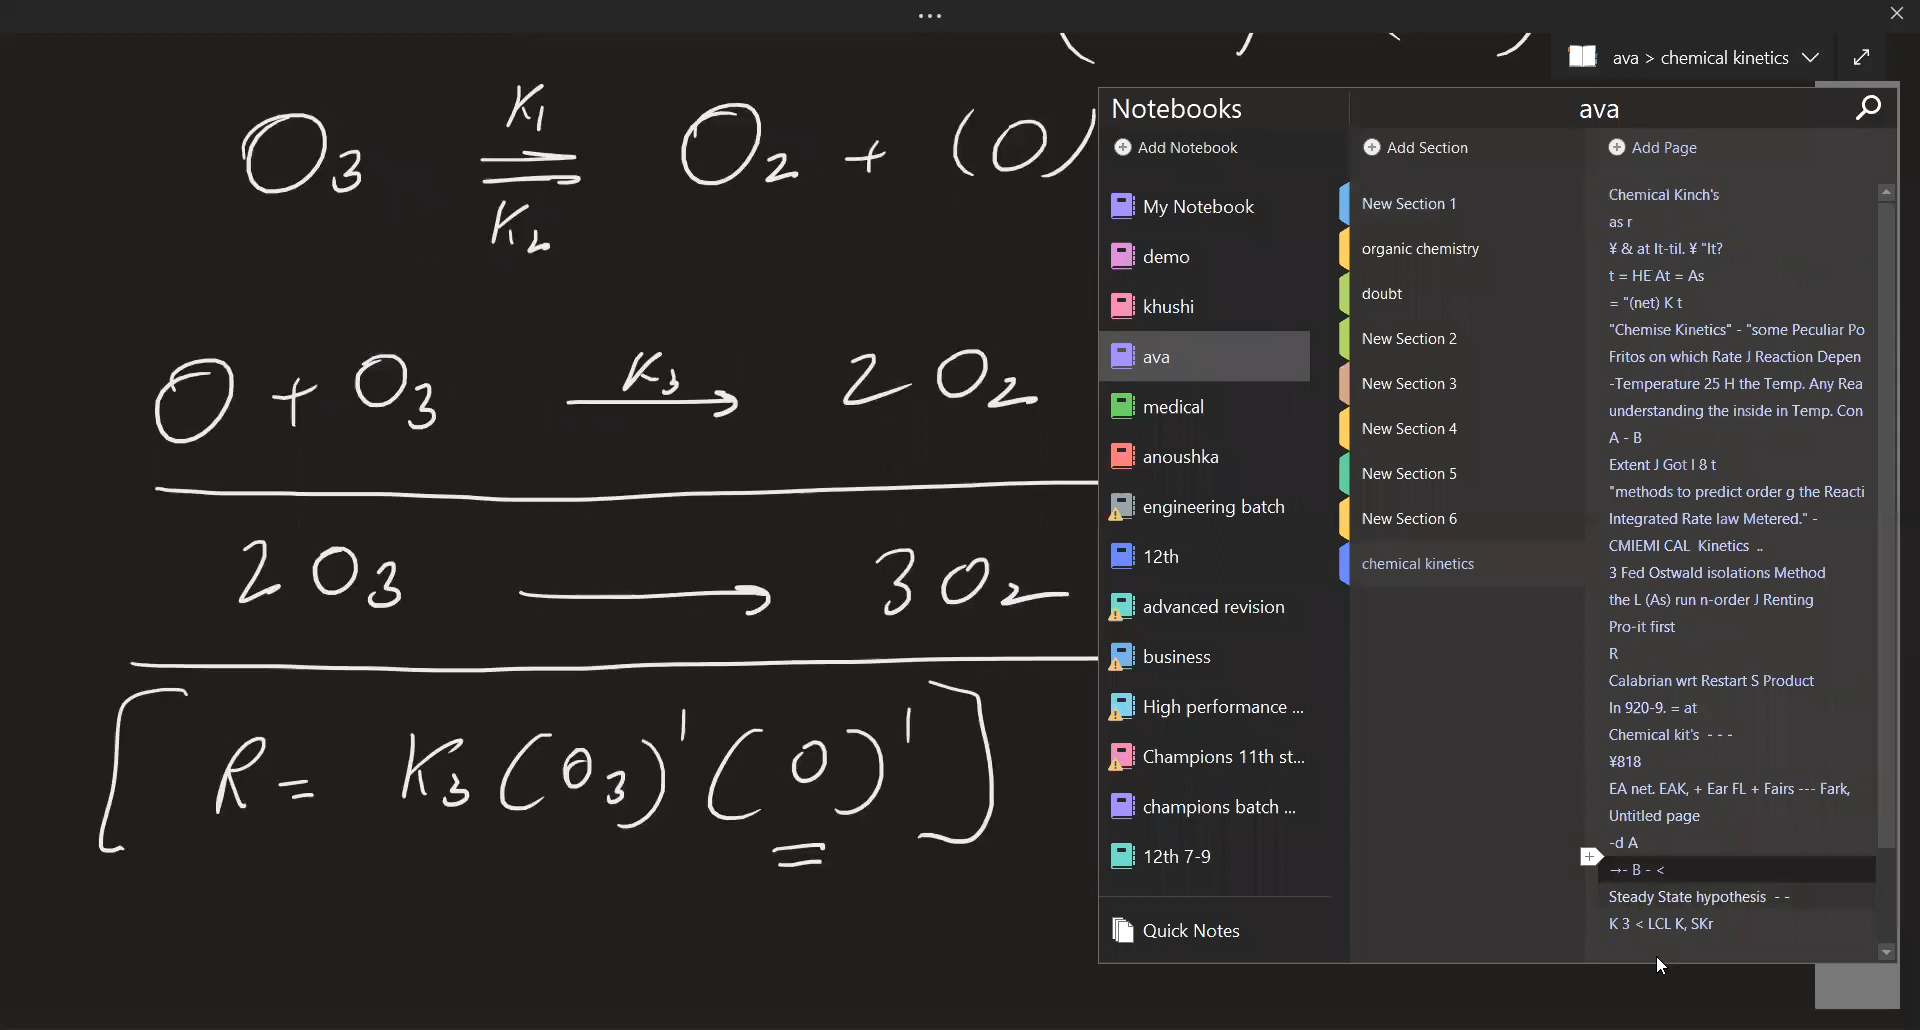 ava > chemical kinetics
O3 K1 ⇌ K2 O2 + (O)
O + O3 K3 → 2 O2
2 O3 → 3 O2
[ R = K3 (O3)^1 (O)^1 ]
Notebooks
Add Notebook
My Notebook
demo
khushi
ava
medical
anoushka
engineering batch
12th
advanced revision
business
High performance ...
Champions 11th st...
champions batch ...
12th 7-9
Quick Notes
ava
Add Section
New Section 1
organic chemistry
doubt
New Section 2
New Section 3
New Section 4
New Section 5
New Section 6
chemical kinetics
Add Page
Chemical Kinch's
as r
¥ & at It-til. ¥ "It?
t = HE At = As
= "(net) K t
"Chemise Kinetics" - "some Peculiar Po
Fritos on which Rate J Reaction Depen
-Temperature 25 H the Temp. Any Rea
understanding the inside in Temp. Con
A - B
Extent J Got I 8 t
"methods to predict order g the Reacti
Integrated Rate law Metered." -
CMIEMI CAL Kinetics ..
3 Fed Ostwald isolations Method
the L (As) run n-order J Renting
Pro-it first
R
Calabrian wrt Restart S Product
In 920-9. = at
Chemical kit's - - -
¥818
EA net. EAK, + Ear FL + Fairs --- Fark,
Untitled page
-d A
→- B - <
Steady State hypothesis - -
K 3 < LCL K, SKr